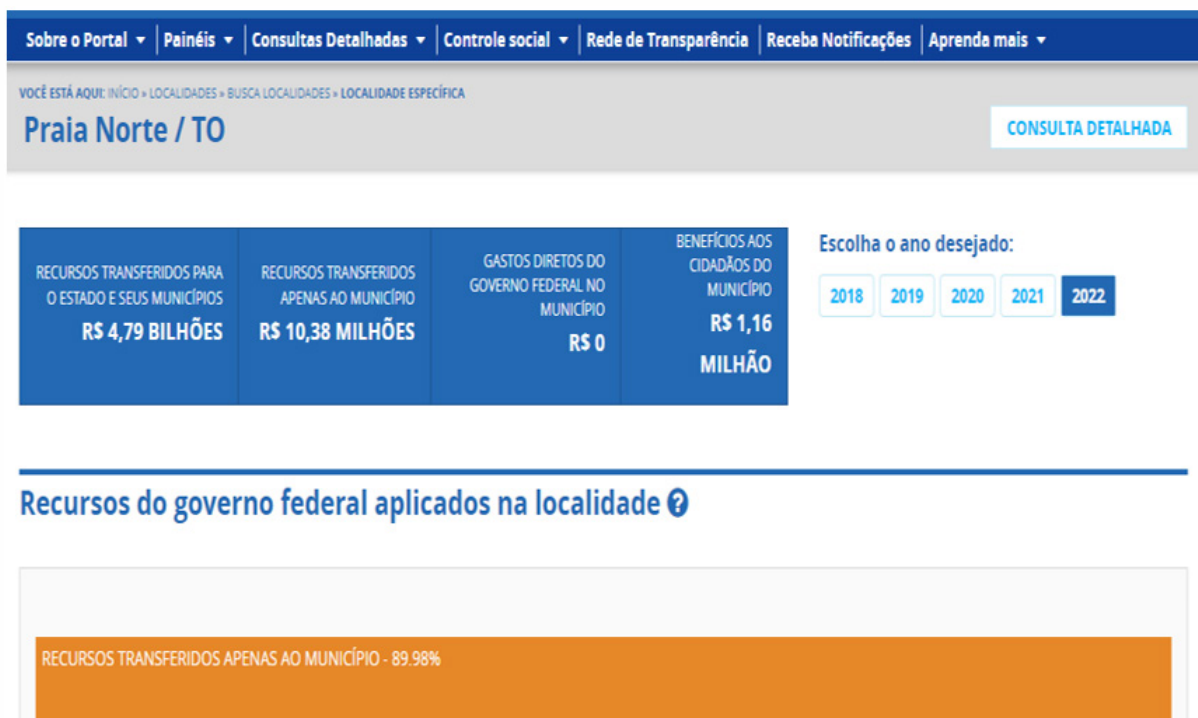 Sobre o Portal Painéis Consultas Detalhadas Controle social Rede de Transparência Receba Notificações Aprenda mais
VOCÊ ESTÁ AQUI: INÍCIO » LOCALIDADES » BUSCA LOCALIDADES » LOCALIDADE ESPECÍFICA
Praia Norte / TO
CONSULTA DETALHADA
RECURSOS TRANSFERIDOS PARA
O ESTADO E SEUS MUNICÍPIOS
R$ 4,79 BILHÕES
RECURSOS TRANSFERIDOS
APENAS AO MUNICÍPIO
R$ 10,38 MILHÕES
GASTOS DIRETOS DO
GOVERNO FEDERAL NO
MUNICÍPIO
R$ 0
BENEFÍCIOS AOS
CIDADÃOS DO
MUNICÍPIO
R$ 1,16
MILHÃO
Escolha o ano desejado:
2018 2019 2020 2021 2022
Recursos do governo federal aplicados na localidade ?
RECURSOS TRANSFERIDOS APENAS AO MUNICÍPIO - 89.98%